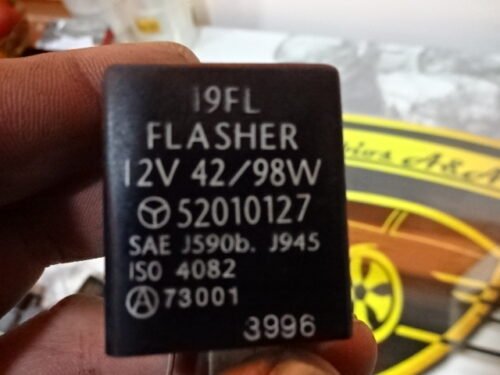 19FL
FLASHER
12V 42/98W
52010127
SAE J590b. J945
ISO 4082
A 73001
3996
A&A